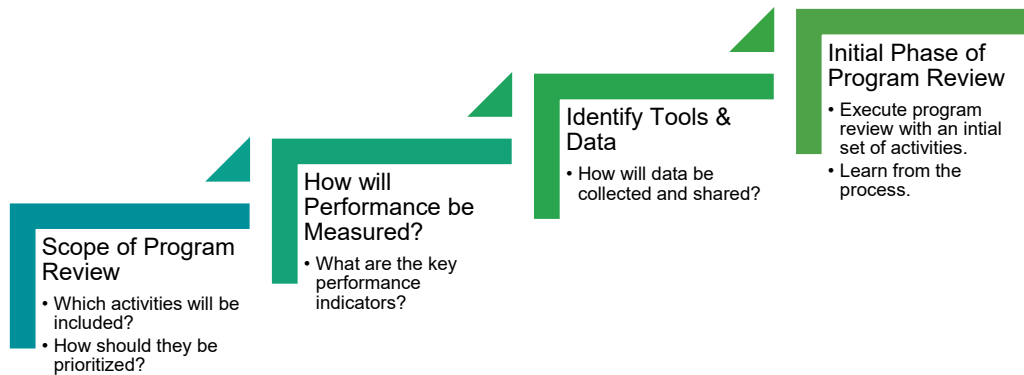 Scope of Program
Review
• Which activities will be
included?
• How should they be
prioritized?
How will
Performance be
Measured?
• What are the key
performance
indicators?
Identify Tools &
Data
• How will data be
collected and shared?
Initial Phase of
Program Review
• Execute program
review with an intial
set of activities.
• Learn from the
process.